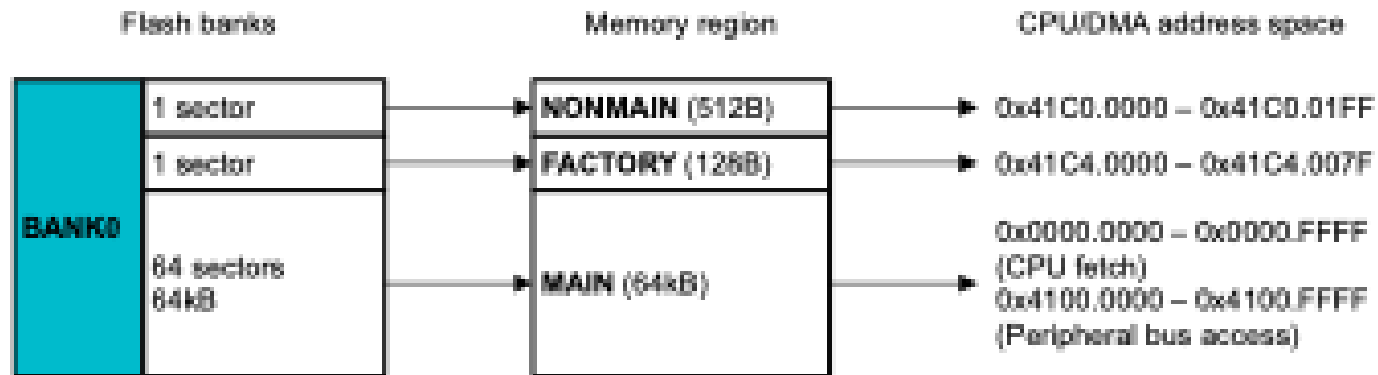 Flash banks
Memory region
CPU/DMA address space
BANK0
1 sector
NONMAIN (512B)
0x41C0.0000 – 0x41C0.01FF
1 sector
FACTORY (128B)
0x41C4.0000 – 0x41C4.007F
64 sectors
64kB
MAIN (64kB)
0x0000.0000 – 0x0000.FFFF
(CPU fetch)
0x4100.0000 – 0x4100.FFFF
(Peripheral bus access)